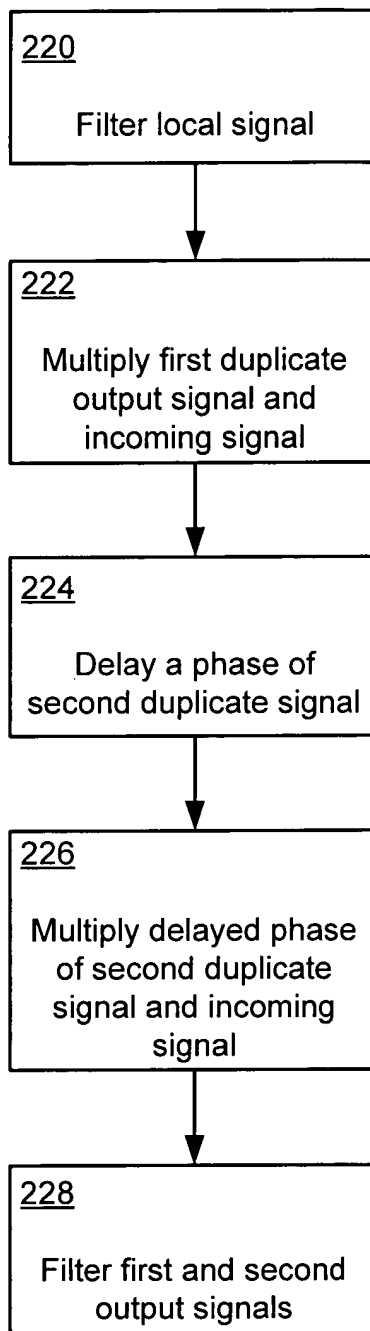 220
Filter local signal
222
Multiply first duplicate
output signal and
incoming signal
224
Delay a phase of
second duplicate signal
226
Multiply delayed phase
of second duplicate
signal and incoming
signal
228
Filter first and second
output signals